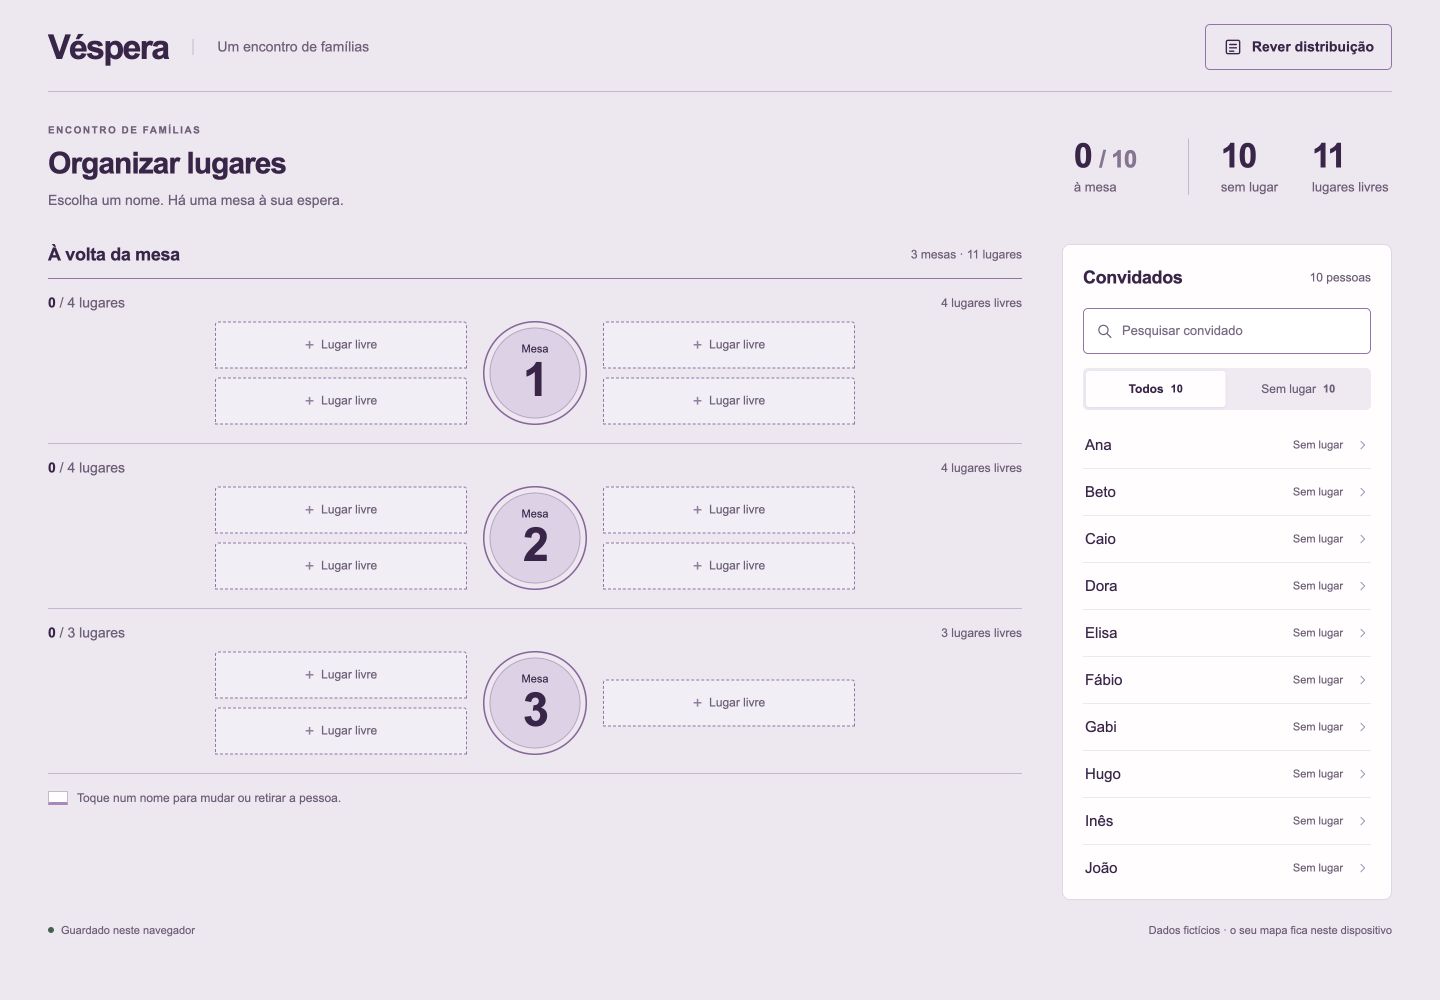 Véspera
Um encontro de famílias
Rever distribuição
ENCONTRO DE FAMÍLIAS
Organizar lugares
Escolha um nome. Há uma mesa à sua espera.
0 / 10
à mesa
10
sem lugar
11
lugares livres
À volta da mesa
3 mesas · 11 lugares
0 / 4 lugares
4 lugares livres
+ Lugar livre
+ Lugar livre
Mesa
1
+ Lugar livre
+ Lugar livre
0 / 4 lugares
4 lugares livres
+ Lugar livre
+ Lugar livre
Mesa
2
+ Lugar livre
+ Lugar livre
0 / 3 lugares
3 lugares livres
+ Lugar livre
+ Lugar livre
Mesa
3
+ Lugar livre
Toque num nome para mudar ou retirar a pessoa.
Convidados
10 pessoas
Pesquisar convidado
Todos 10
Sem lugar 10
Ana Sem lugar
Beto Sem lugar
Caio Sem lugar
Dora Sem lugar
Elisa Sem lugar
Fábio Sem lugar
Gabi Sem lugar
Hugo Sem lugar
Inês Sem lugar
João Sem lugar
Guardado neste navegador
Dados fictícios · o seu mapa fica neste dispositivo